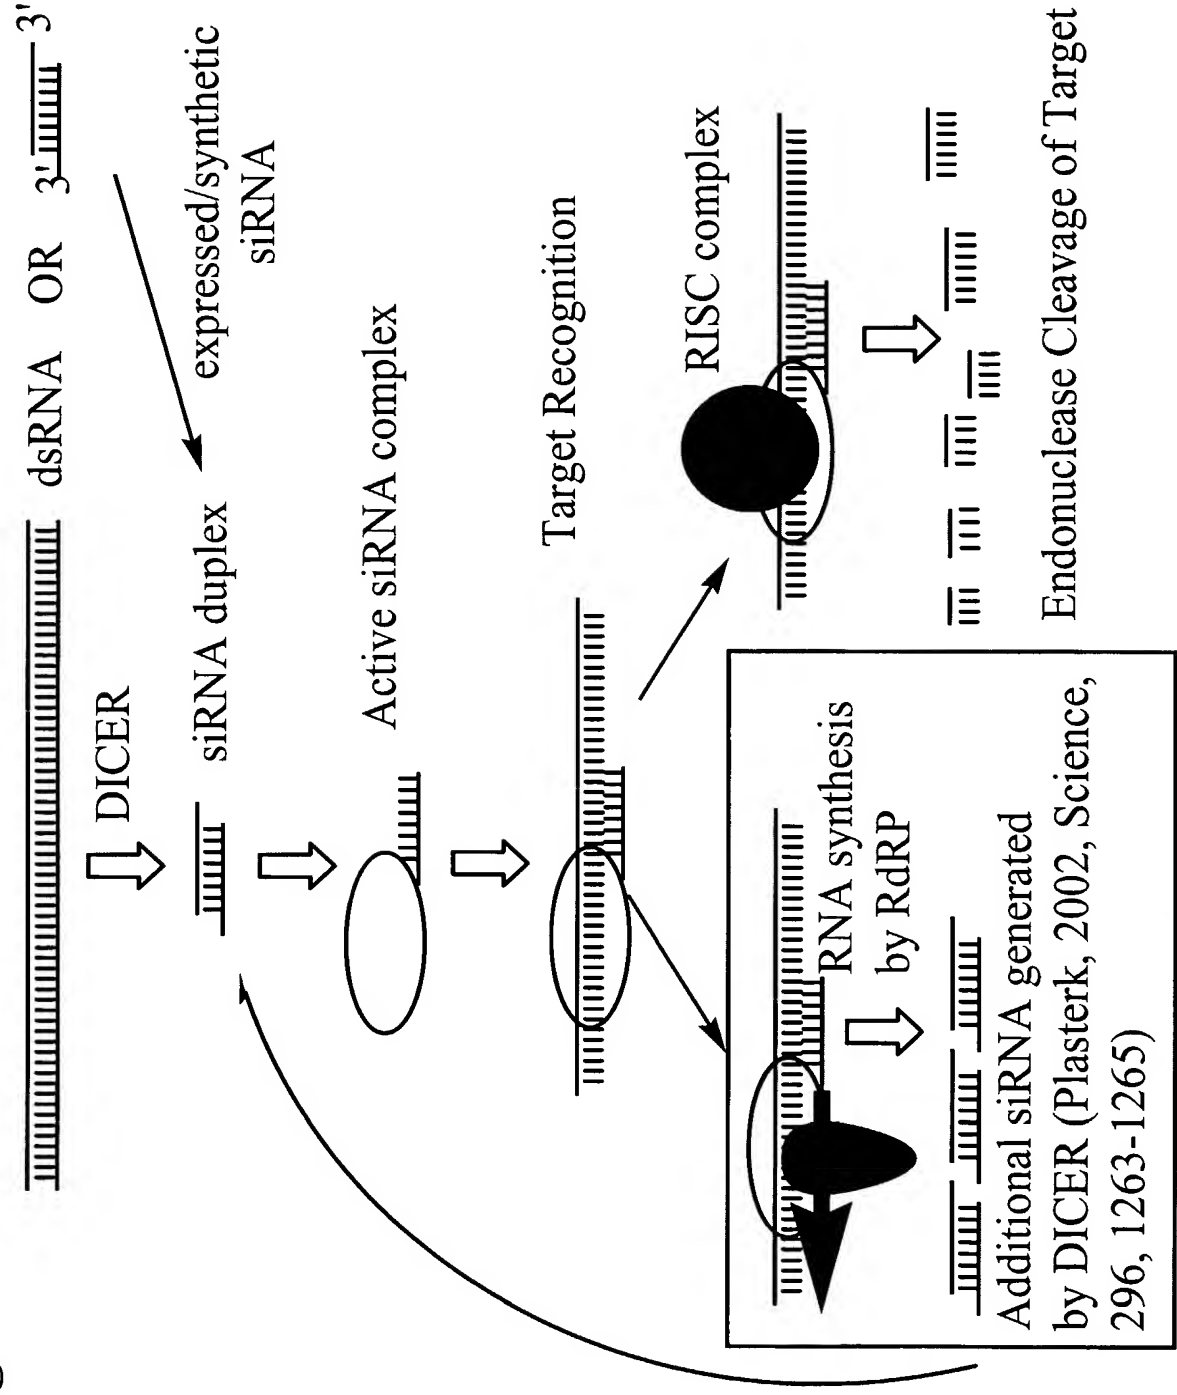 dsRNA OR 3' 3'
DICER
expressed/synthetic
siRNA
siRNA duplex
Active siRNA complex
Target Recognition
RISC complex
RNA synthesis
by RdRP
Additional siRNA generated
by DICER (Plasterk, 2002, Science,
296, 1263-1265)
Endonuclease Cleavage of Target